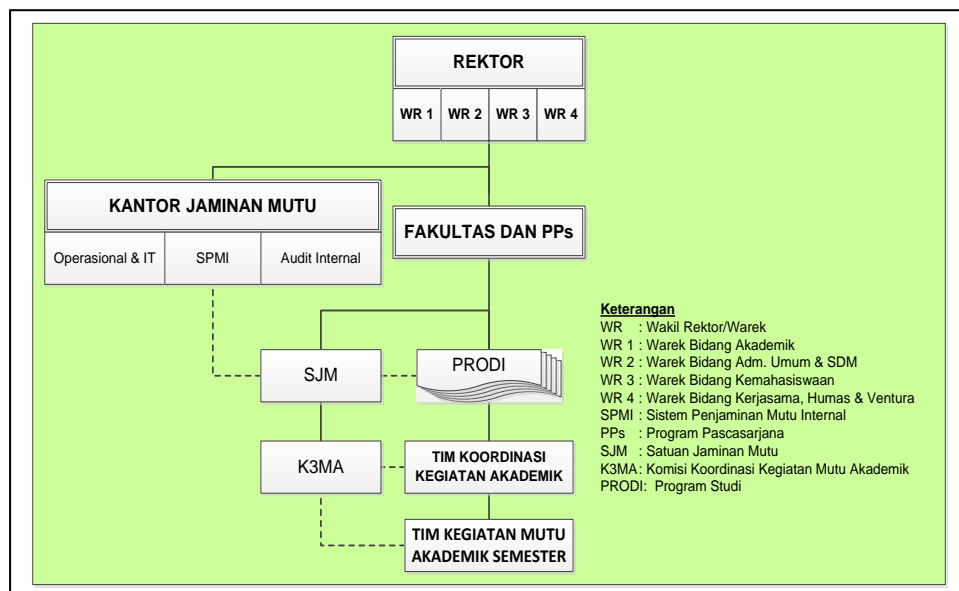 REKTOR
WR 1 WR 2 WR 3 WR 4
KANTOR JAMINAN MUTU
Operasional & IT SPMI Audit Internal
FAKULTAS DAN PPs
SJM
PRODI
K3MA
TIM KOORDINASI
KEGIATAN AKADEMIK
TIM KEGIATAN MUTU
AKADEMIK SEMESTER
Keterangan
WR : Wakil Rektor/Warek
WR 1 : Warek Bidang Akademik
WR 2 : Warek Bidang Adm. Umum & SDM
WR 3 : Warek Bidang Kemahasiswaan
WR 4 : Warek Bidang Kerjasama, Humas & Ventura
SPMI : Sistem Penjaminan Mutu Internal
PPs : Program Pascasarjana
SJM : Satuan Jaminan Mutu
K3MA : Komisi Koordinasi Kegiatan Mutu Akademik
PRODI: Program Studi